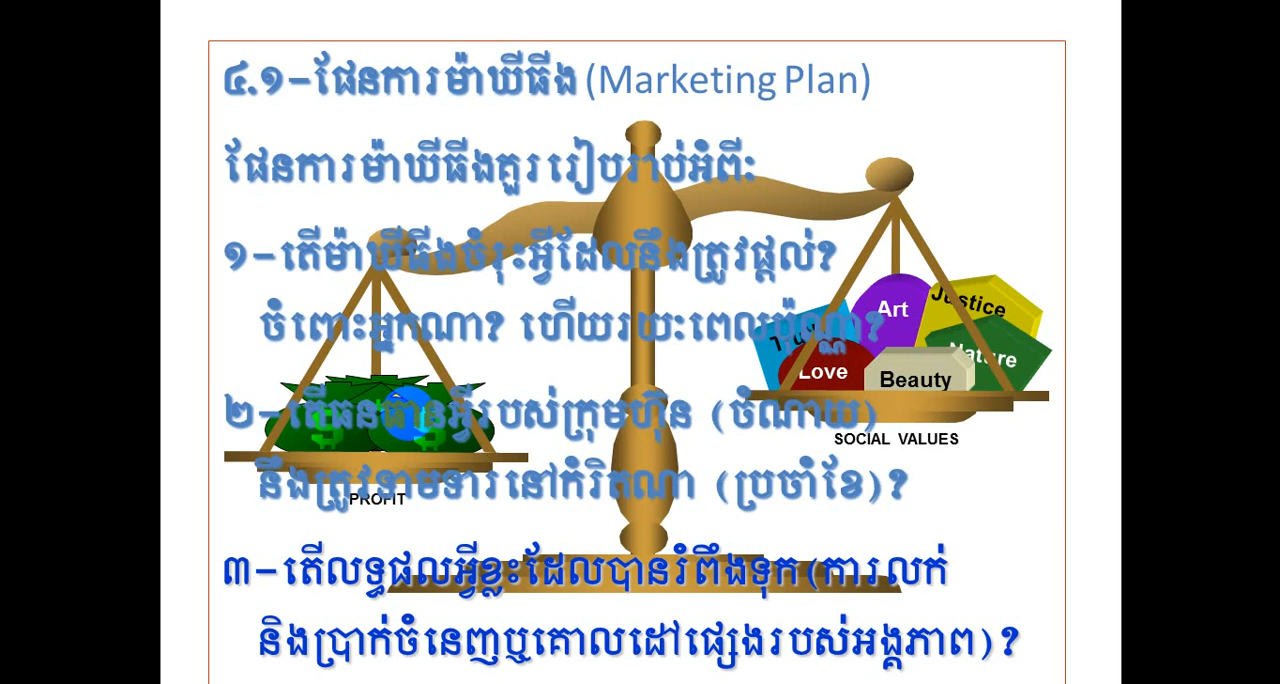 ៤.១-ផែនការម៉ាឃីធីង (Marketing Plan)
ផែនការម៉ាឃីធីងគួររៀបរាប់អំពី:
១-តើម៉ាឃីធីងចំរុះអ្វីដែលនឹងត្រូវផ្តល់?
ចំពោះអ្នកណា? ហើយរយៈពេលប៉ុណ្ណា?
២-តើធនធានអ្វីរបស់ក្រុមហ៊ុន (ចំណាយ)
នឹងត្រូវទាមទារនៅកំរិតណា (ប្រចាំខែ)?
៣-តើលទ្ធផលអ្វីខ្លះដែលបានរំពឹងទុក(ការលក់
និងប្រាក់ចំនេញឬគោលដៅផ្សេងរបស់អង្គភាព)?
Art
Justice
Nature
Love
Beauty
SOCIAL VALUES
PROFIT